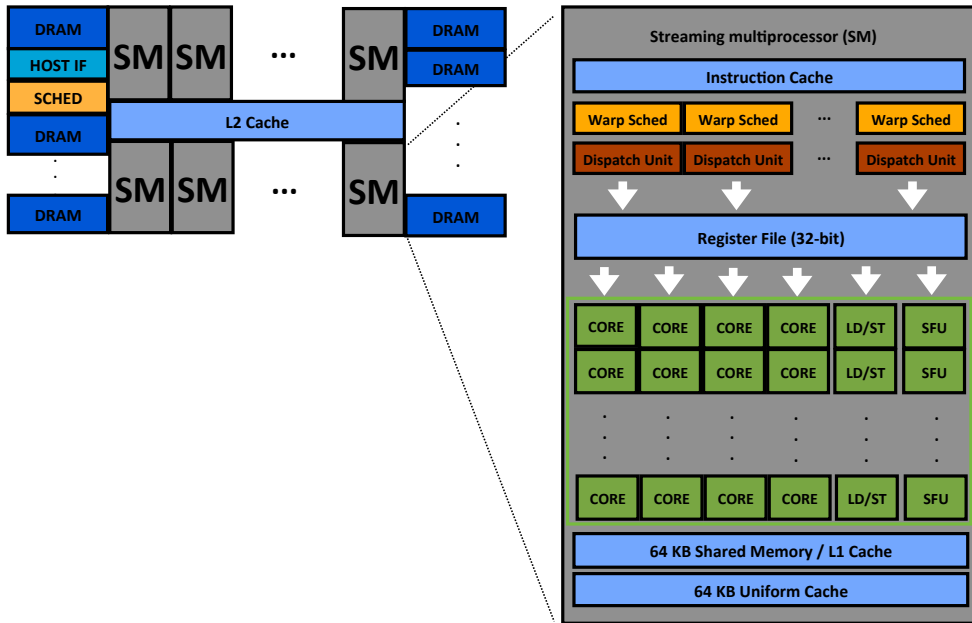 DRAM
HOST IF
SCHED
DRAM
.
.
DRAM
SM SM ... SM
L2 Cache
SM SM ... SM
DRAM
DRAM
.
.
.
DRAM
Streaming multiprocessor (SM)
Instruction Cache
Warp Sched Warp Sched ... Warp Sched
Dispatch Unit Dispatch Unit ... Dispatch Unit
Register File (32-bit)
CORE CORE CORE CORE LD/ST SFU
CORE CORE CORE CORE LD/ST SFU
. . . . . .
. . . . . .
. . . . . .
CORE CORE CORE CORE LD/ST SFU
64 KB Shared Memory / L1 Cache
64 KB Uniform Cache